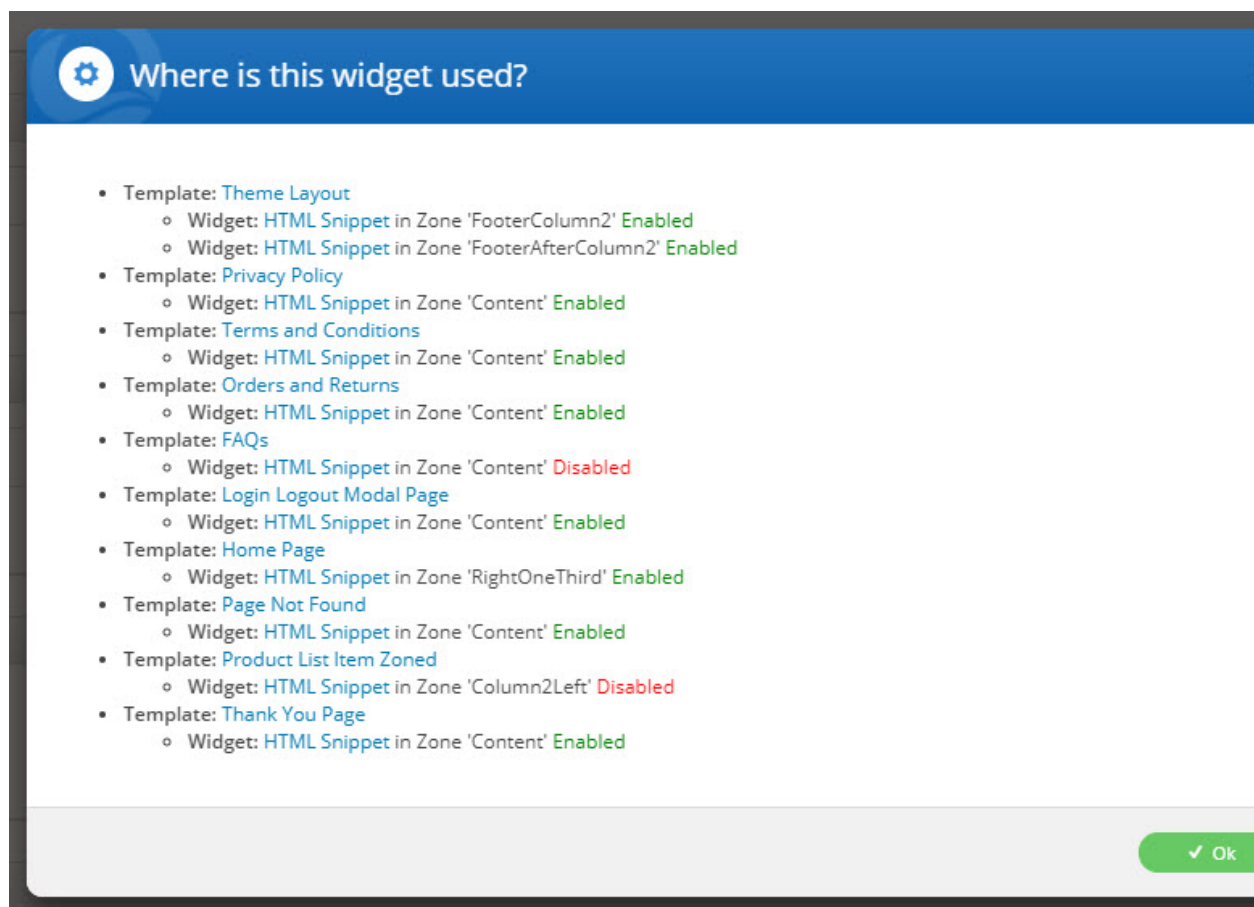 Where is this widget used?
• Template: Theme Layout
◦ Widget: HTML Snippet in Zone 'FooterColumn2' Enabled
◦ Widget: HTML Snippet in Zone 'FooterAfterColumn2' Enabled
• Template: Privacy Policy
◦ Widget: HTML Snippet in Zone 'Content' Enabled
• Template: Terms and Conditions
◦ Widget: HTML Snippet in Zone 'Content' Enabled
• Template: Orders and Returns
◦ Widget: HTML Snippet in Zone 'Content' Enabled
• Template: FAQs
◦ Widget: HTML Snippet in Zone 'Content' Disabled
• Template: Login Logout Modal Page
◦ Widget: HTML Snippet in Zone 'Content' Enabled
• Template: Home Page
◦ Widget: HTML Snippet in Zone 'RightOneThird' Enabled
• Template: Page Not Found
◦ Widget: HTML Snippet in Zone 'Content' Enabled
• Template: Product List Item Zoned
◦ Widget: HTML Snippet in Zone 'Column2Left' Disabled
• Template: Thank You Page
◦ Widget: HTML Snippet in Zone 'Content' Enabled
✔ Ok